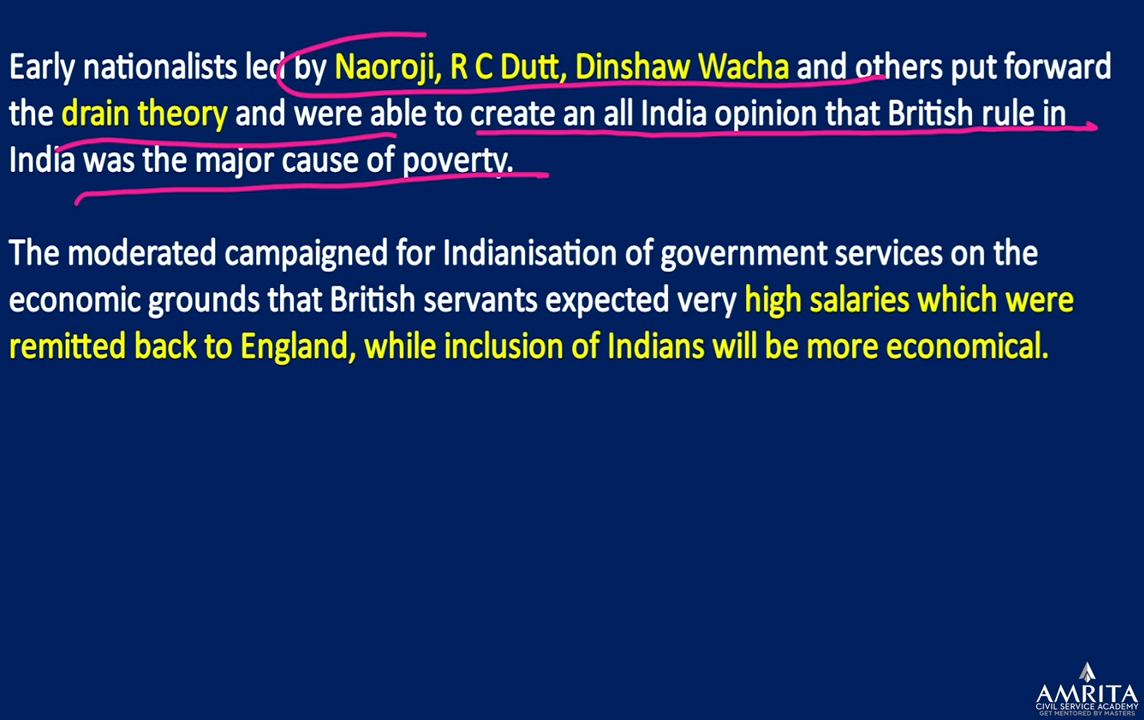 Early nationalists led by Naoroji, R C Dutt, Dinshaw Wacha and others put forward
the drain theory and were able to create an all India opinion that British rule in
India was the major cause of poverty.
The moderated campaigned for Indianisation of government services on the
economic grounds that British servants expected very high salaries which were
remitted back to England, while inclusion of Indians will be more economical.
AMRITA
CIVIL SERVICE ACADEMY
GET MENTORED BY MASTERS